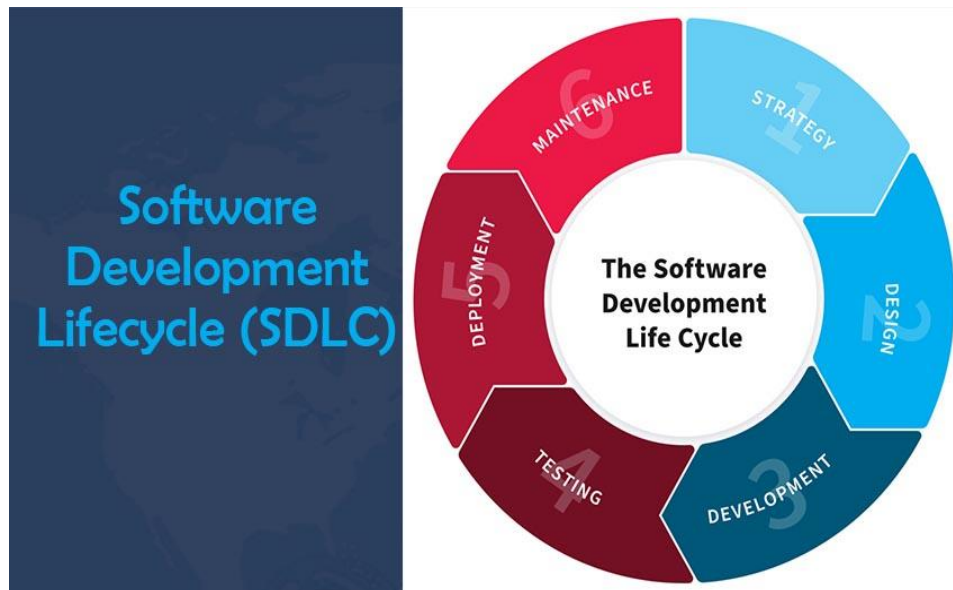 Software
Development
Lifecycle (SDLC)
The Software
Development
Life Cycle
1
STRATEGY
2
DESIGN
3
DEVELOPMENT
4
TESTING
5
DEPLOYMENT
6
MAINTENANCE